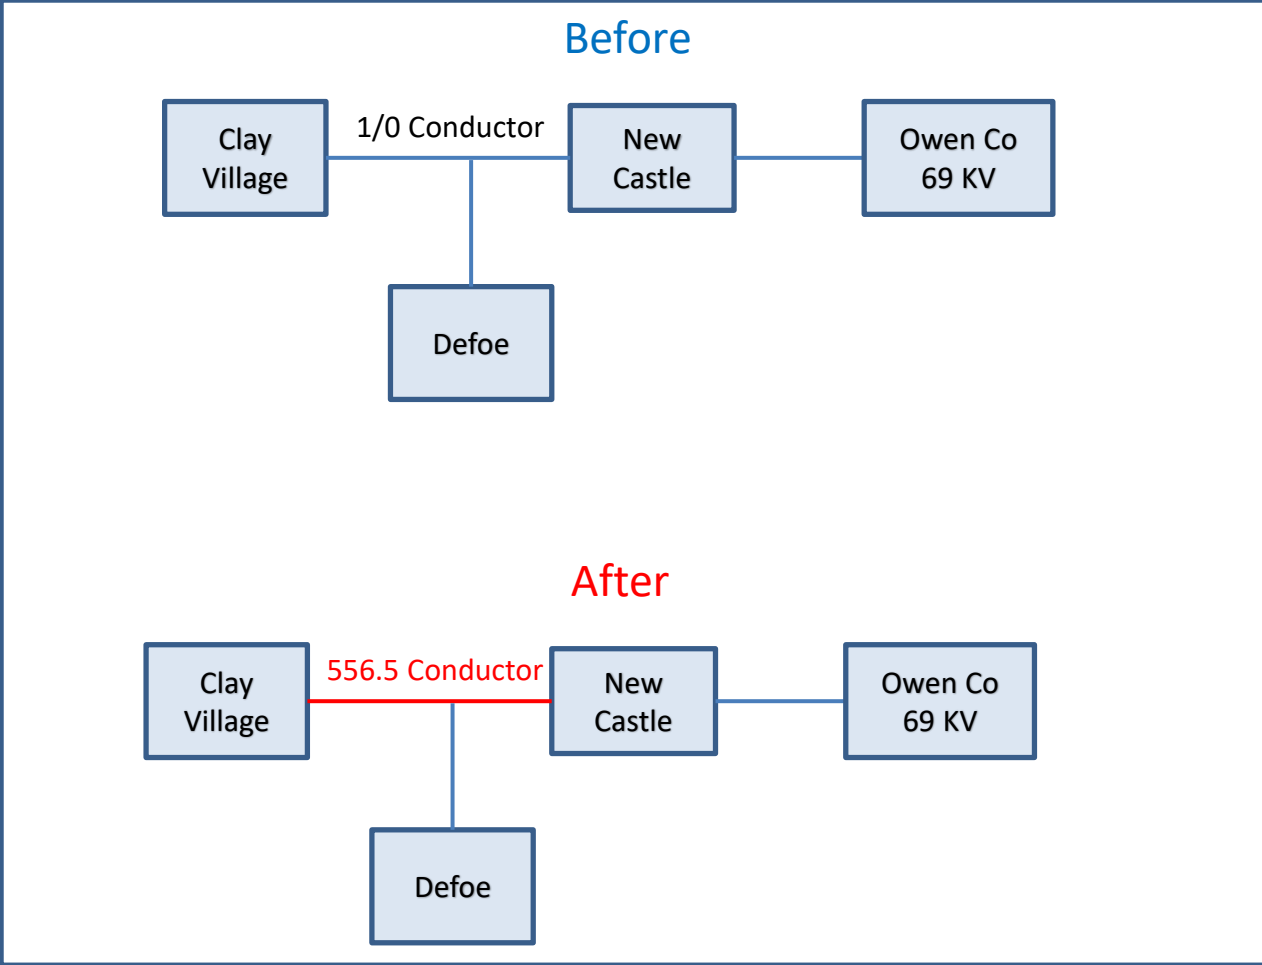 Before
Clay
Village
1/0 Conductor
New
Castle
Owen Co
69 KV
Defoe
After
Clay
Village
556.5 Conductor
New
Castle
Owen Co
69 KV
Defoe